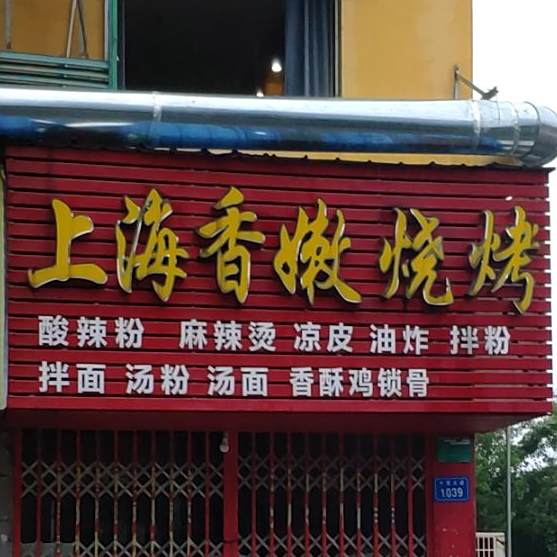 上海香嫩烧烤
酸辣粉 麻辣烫 凉皮 油炸 拌粉
拌面 汤粉 汤面 香酥鸡锁骨
1039